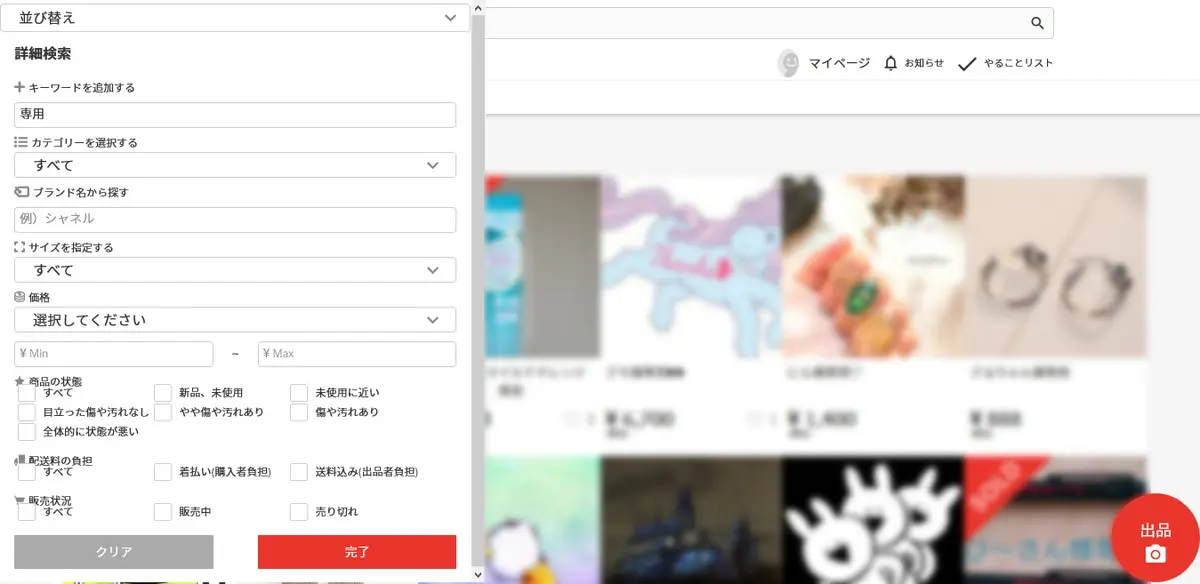 並び替え
詳細検索
キーワードを追加する
専用
カテゴリーを選択する
すべて
ブランド名から探す
例）シャネル
サイズを指定する
すべて
価格
選択してください
¥ Min ~ ¥ Max
商品の状態
すべて 新品、未使用 未使用に近い
目立った傷や汚れなし やや傷や汚れあり 傷や汚れあり
全体的に状態が悪い
配送料の負担
すべて 着払い(購入者負担) 送料込み(出品者負担)
販売状況
すべて 販売中 売り切れ
クリア 完了
マイページ お知らせ やることリスト
Thanks
¥ 6,700 ¥ 1,400 ¥ 888
SOLD
出品